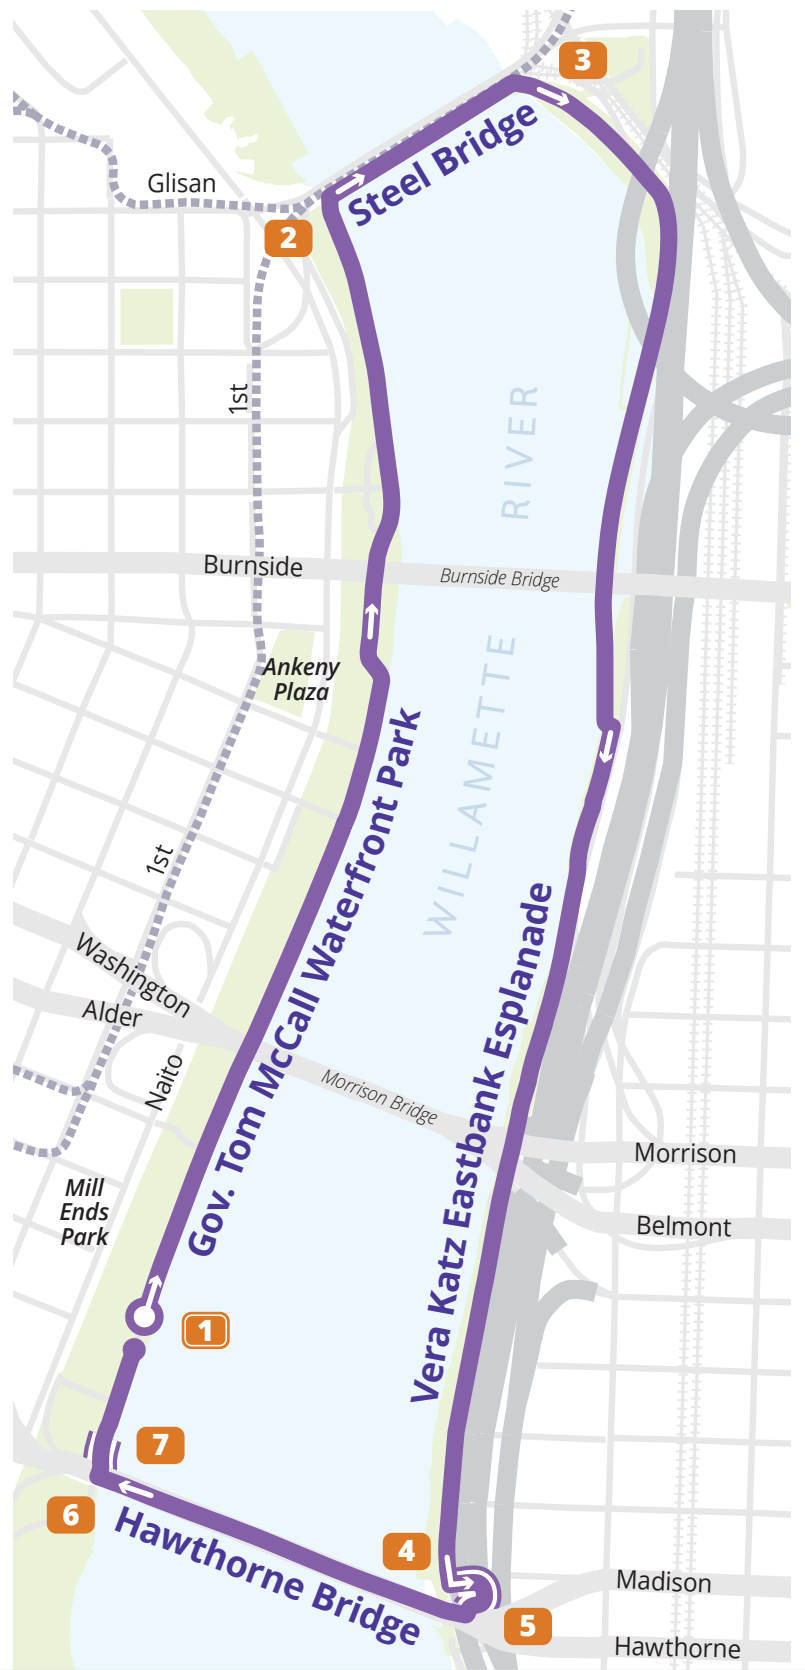 3
Steel Bridge
Glisan
2
1st
RIVER
Burnside
Burnside Bridge
Ankeny
Plaza
WILLAMETTE
Gov. Tom McCall Waterfront Park
1st
Vera Katz Eastbank Esplanade
Washington
Alder
Naito
Morrison Bridge
Morrison
Mill
Ends
Park
Belmont
1
7
6
Hawthorne Bridge
4
Madison
5
Hawthorne